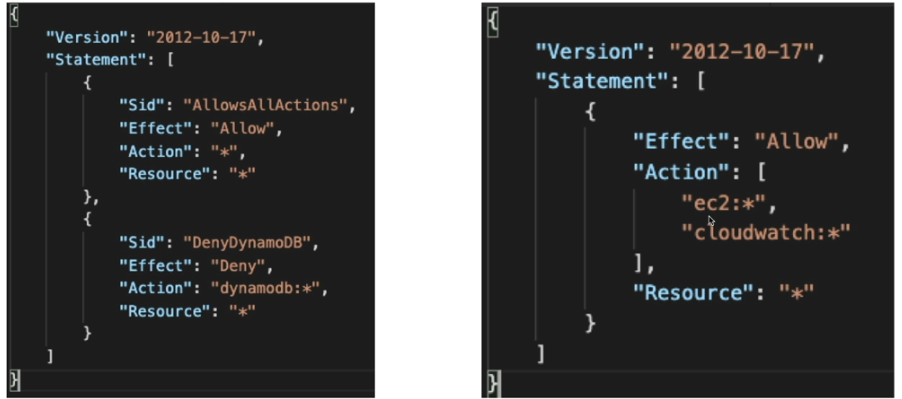 {
"Version": "2012-10-17",
"Statement": [
{
"Sid": "AllowsAllActions",
"Effect": "Allow",
"Action": "*",
"Resource": "*"
},
{
"Sid": "DenyDynamoDB",
"Effect": "Deny",
"Action": "dynamodb:*",
"Resource": "*"
}
]
}
{
"Version": "2012-10-17",
"Statement": [
{
"Effect": "Allow",
"Action": [
"ec2:*",
"cloudwatch:*"
],
"Resource": "*"
}
]
}